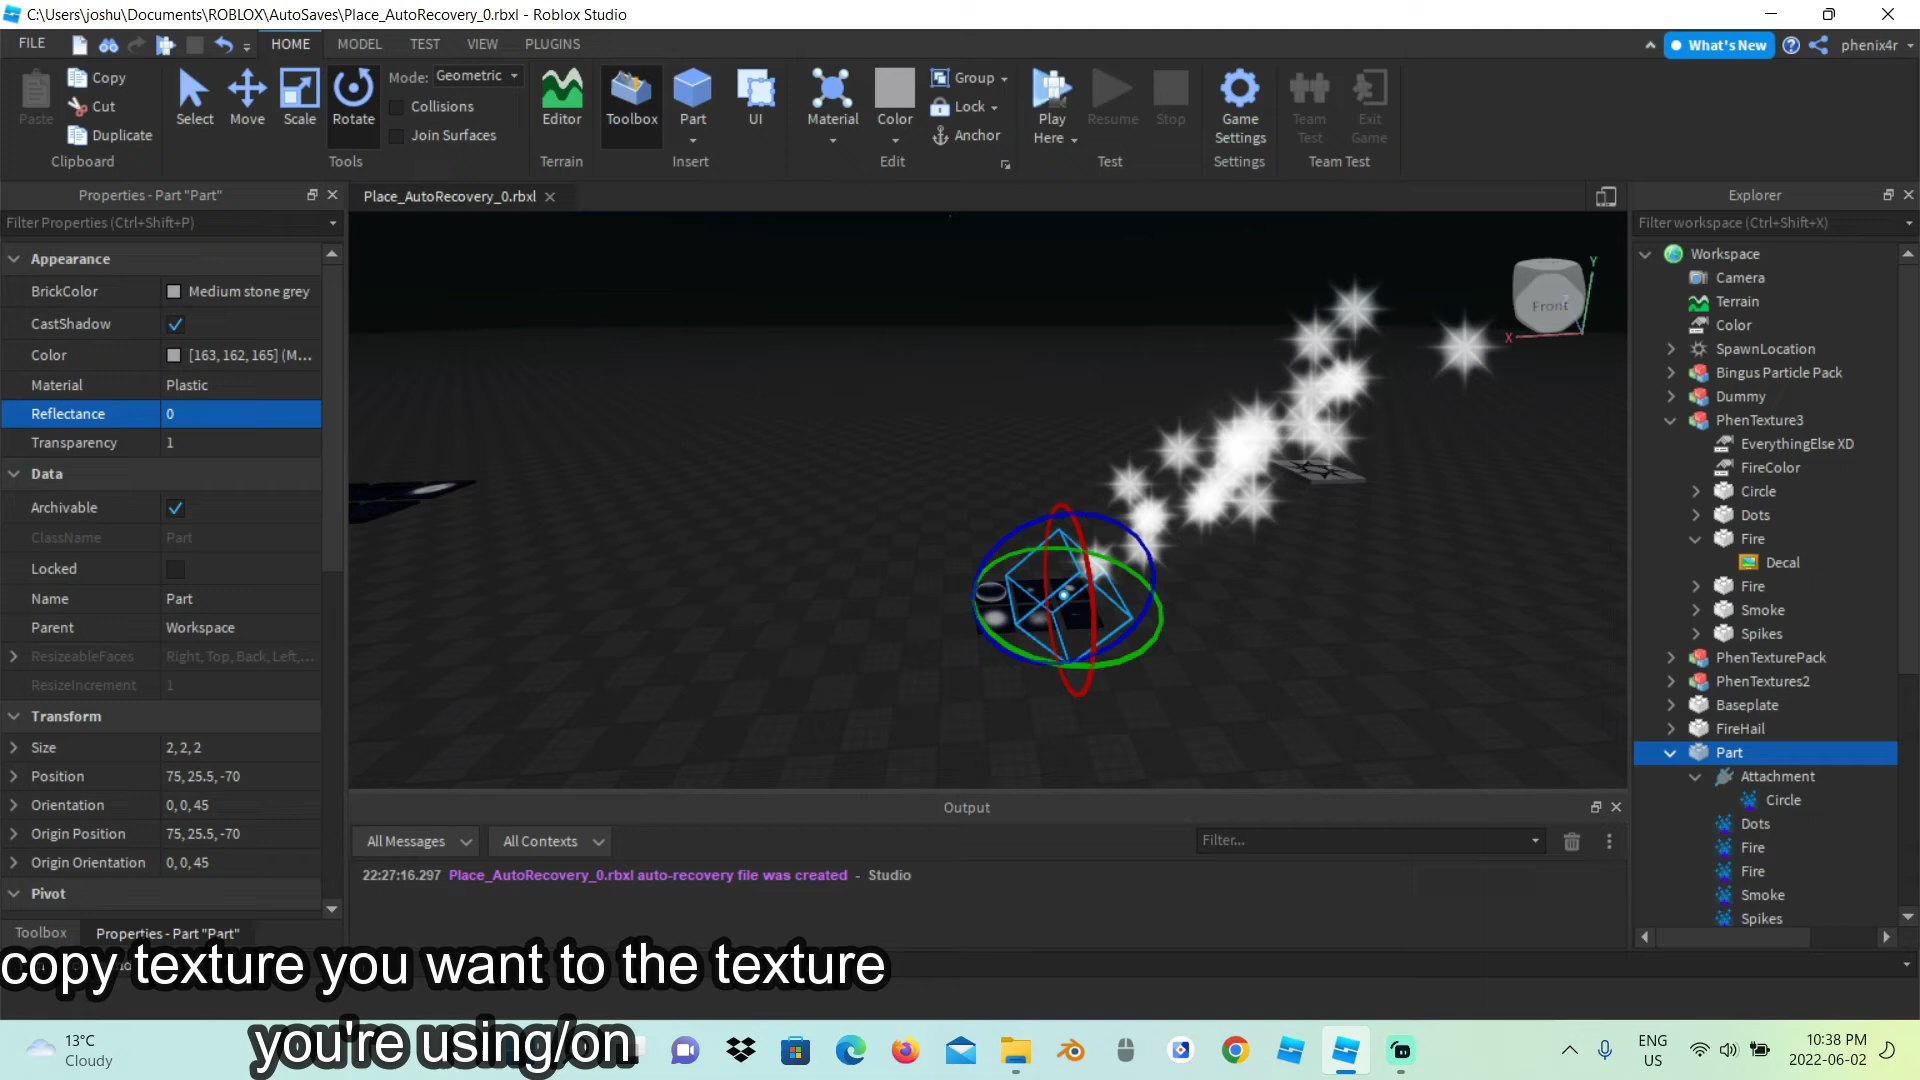 C:\Users\joshu\Documents\ROBLOX\AutoSaves\Place_AutoRecovery_0.rbxl - Roblox Studio
FILE HOME MODEL TEST VIEW PLUGINS What's New phenix4r
Paste Copy Cut Duplicate Clipboard
Select Move Scale Rotate Mode: Geometric Collisions Join Surfaces Tools
Editor Terrain
Toolbox Part UI Insert
Material Color Group Lock Anchor Edit
Play Here Resume Stop Test
Game Settings Settings
Team Test Exit Game Team Test
Properties - Part "Part"
Filter Properties (Ctrl+Shift+P)
Appearance
BrickColor Medium stone grey
CastShadow
Color [163, 162, 165] (M...
Material Plastic
Reflectance 0
Transparency 1
Data
Archivable
ClassName Part
Locked
Name Part
Parent Workspace
ResizeableFaces Right, Top, Back, Left,...
ResizeIncrement 1
Transform
Size 2, 2, 2
Position 75, 25.5, -70
Orientation 0, 0, 45
Origin Position 75, 25.5, -70
Origin Orientation 0, 0, 45
Pivot
Toolbox Properties - Part "Part"
Place_AutoRecovery_0.rbxl
Front
Y
X
Output
All Messages All Contexts Filter...
22:27:16.297 Place_AutoRecovery_0.rbxl auto-recovery file was created - Studio
Explorer
Filter workspace (Ctrl+Shift+X)
Workspace
Camera
Terrain
Color
SpawnLocation
Bingus Particle Pack
Dummy
PhenTexture3
EverythingElse XD
FireColor
Circle
Dots
Fire
Decal
Fire
Smoke
Spikes
PhenTexturePack
PhenTextures2
Baseplate
FireHail
Part
Attachment
Circle
Dots
Fire
Fire
Smoke
Spikes
copy texture you want to the texture
you're using/on
13°C
Cloudy
ENG
US
10:38 PM
2022-06-02